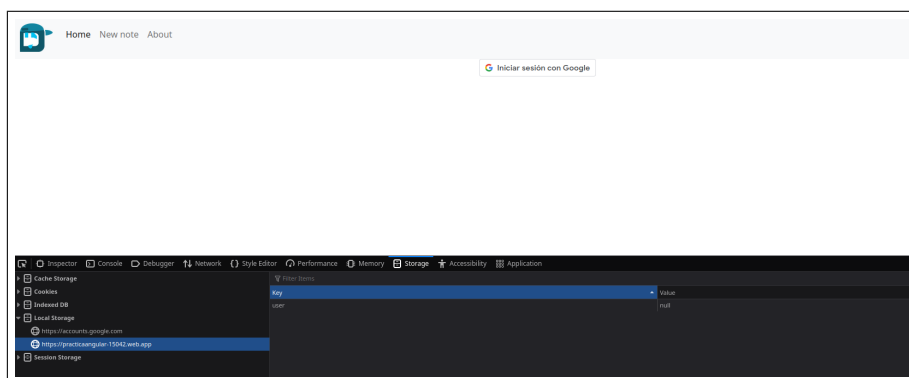 Home New note About
Iniciar sesión con Google
Inspector Console Debugger Network Style Editor Performance Memory Storage Accessibility Application
Cache Storage
Filter Items
Cookies
Key Value
Indexed DB
user null
Local Storage
https://accounts.google.com
https://practicaangular-15042.web.app
Session Storage